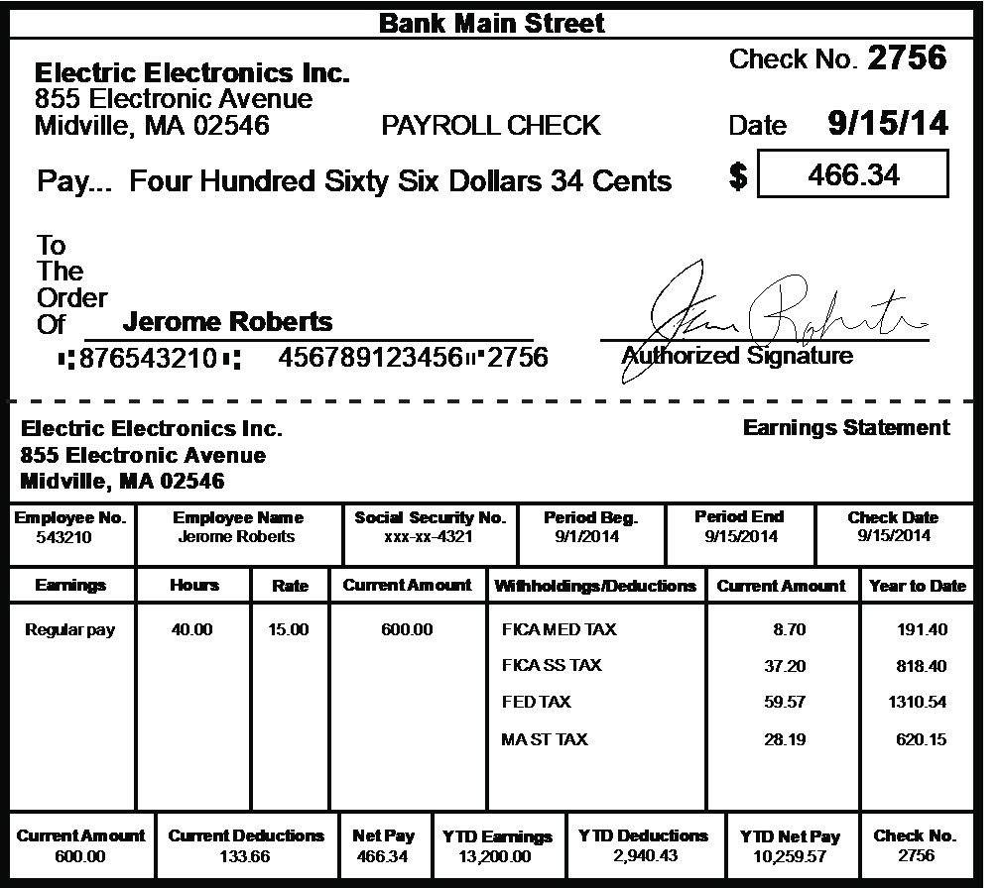 Bank Main Street
Electric Electronics Inc.
Check No. 2756
855 Electronic Avenue
Midville, MA 02546
PAYROLL CHECK
Date 9/15/14
Pay... Four Hundred Sixty Six Dollars 34 Cents
$ 466.34
To
The
Order
Of Jerome Roberts
⑆876543210⑆ 456789123456⑈2756
Authorized Signature
Electric Electronics Inc.
Earnings Statement
855 Electronic Avenue
Midville, MA 02546
Employee No. Employee Name Social Security No. Period Beg. Period End Check Date
543210 Jerome Roberts xxx-xx-4321 9/1/2014 9/15/2014 9/15/2014
Earnings Hours Rate Current Amount Withholdings/Deductions Current Amount Year to Date
Regular pay 40.00 15.00 600.00 FICA MED TAX 8.70 191.40
FICA SS TAX 37.20 818.40
FED TAX 59.57 1310.54
MA ST TAX 28.19 620.15
Current Amount Current Deductions Net Pay YTD Earnings YTD Deductions YTD Net Pay Check No.
600.00 133.66 466.34 13,200.00 2,940.43 10,259.57 2756